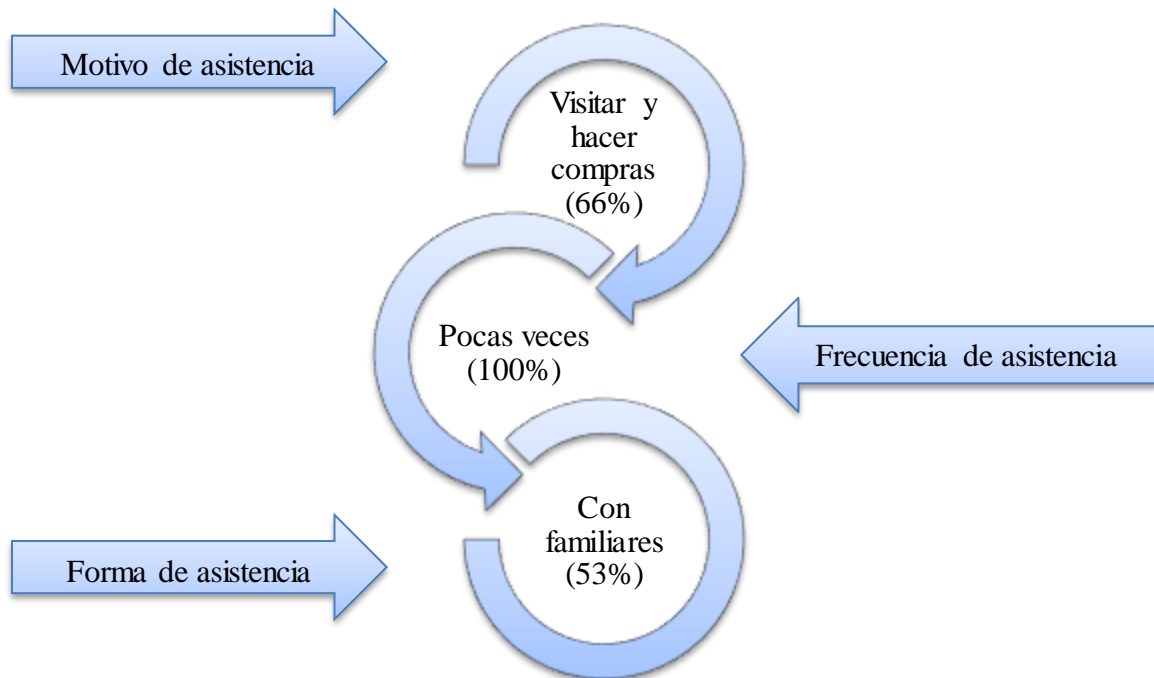 Motivo de asistencia
Visitar y
hacer
compras
(66%)
Pocas veces
(100%)
Frecuencia de asistencia
Con
familiares
(53%)
Forma de asistencia